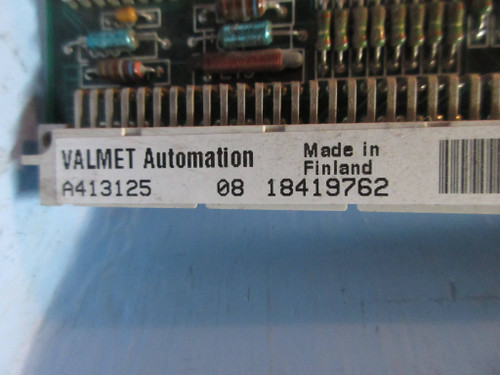 VALMET Automation Made in
Finland
A413125 08 18419762